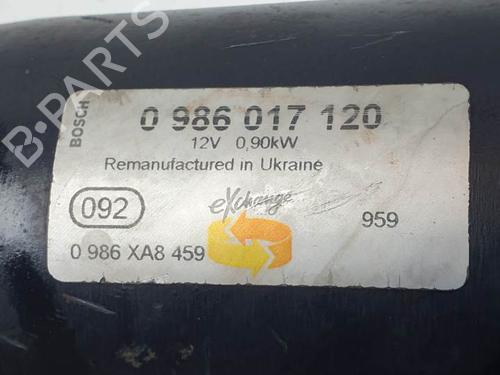 B-PARTS
BOSCH
0 986 017 120
12V 0,90kW
Remanufactured in Ukraine
092
eXchange
959
0 986 XA8 459